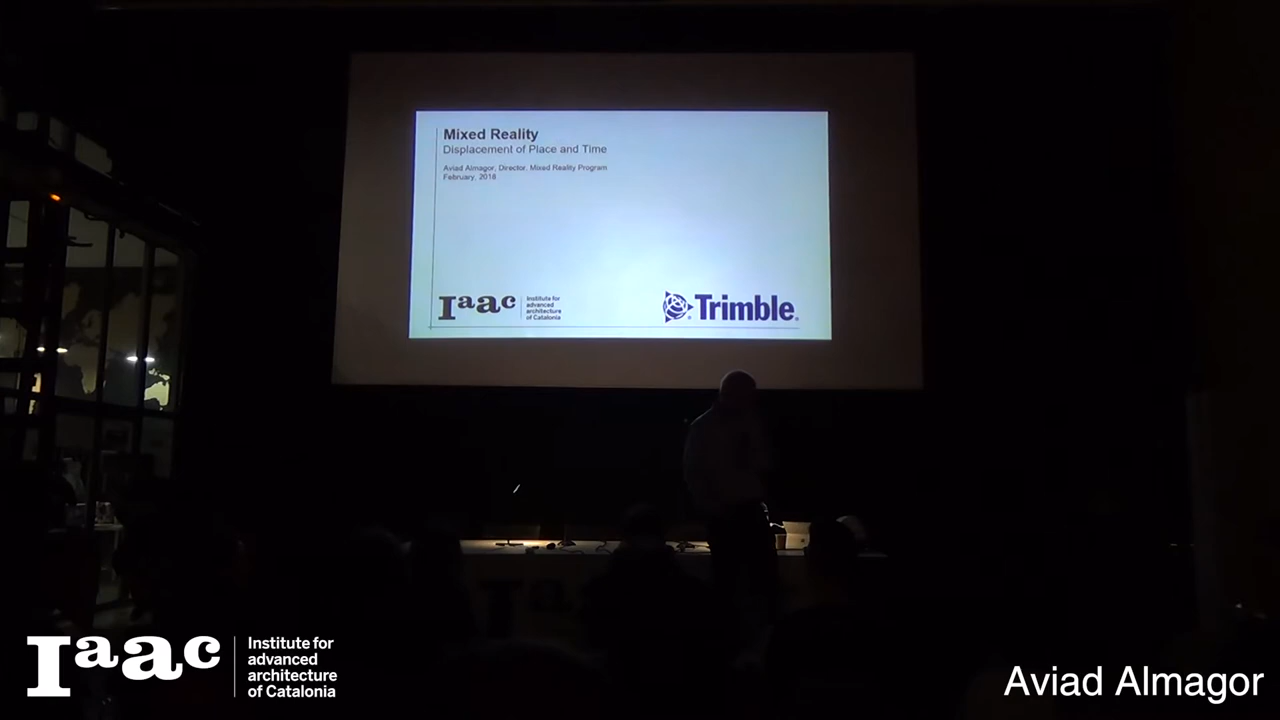 Mixed Reality
Displacement of Place and Time
Aviad Almagor, Director, Mixed Reality Program
February, 2018
Iaac
Institute for
advanced
architecture
of Catalonia
Trimble
Iaac
Institute for
advanced
architecture
of Catalonia
Aviad Almagor